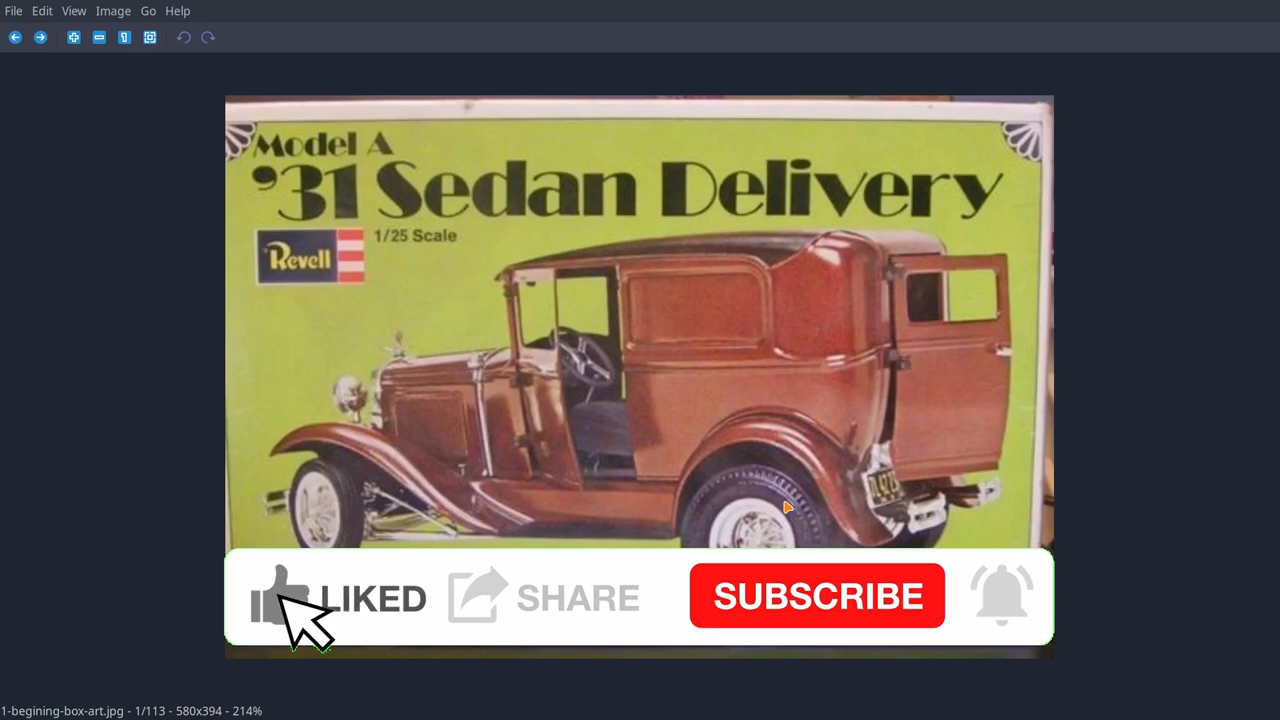 File Edit View Image Go Help
Model A
'31 Sedan Delivery
Revell
1/25 Scale
LIKED SHARE SUBSCRIBE
1-begining-box-art.jpg - 1/113 - 580x394 - 214%